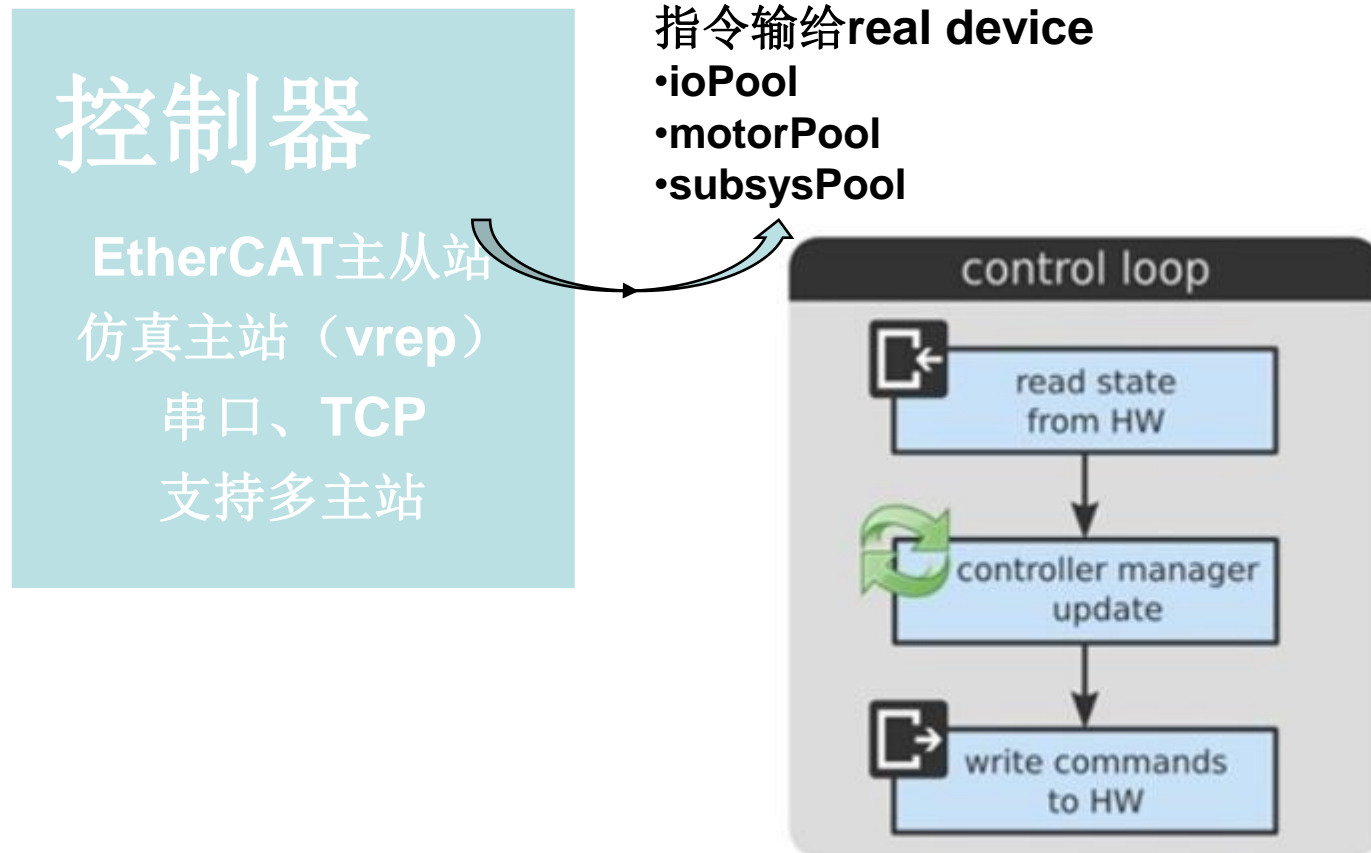 控制器
EtherCAT主从站
仿真主站（vrep）
串口、TCP
支持多主站
指令输给real device
•ioPool
•motorPool
•subsysPool
control loop
read state
from HW
controller manager
update
write commands
to HW